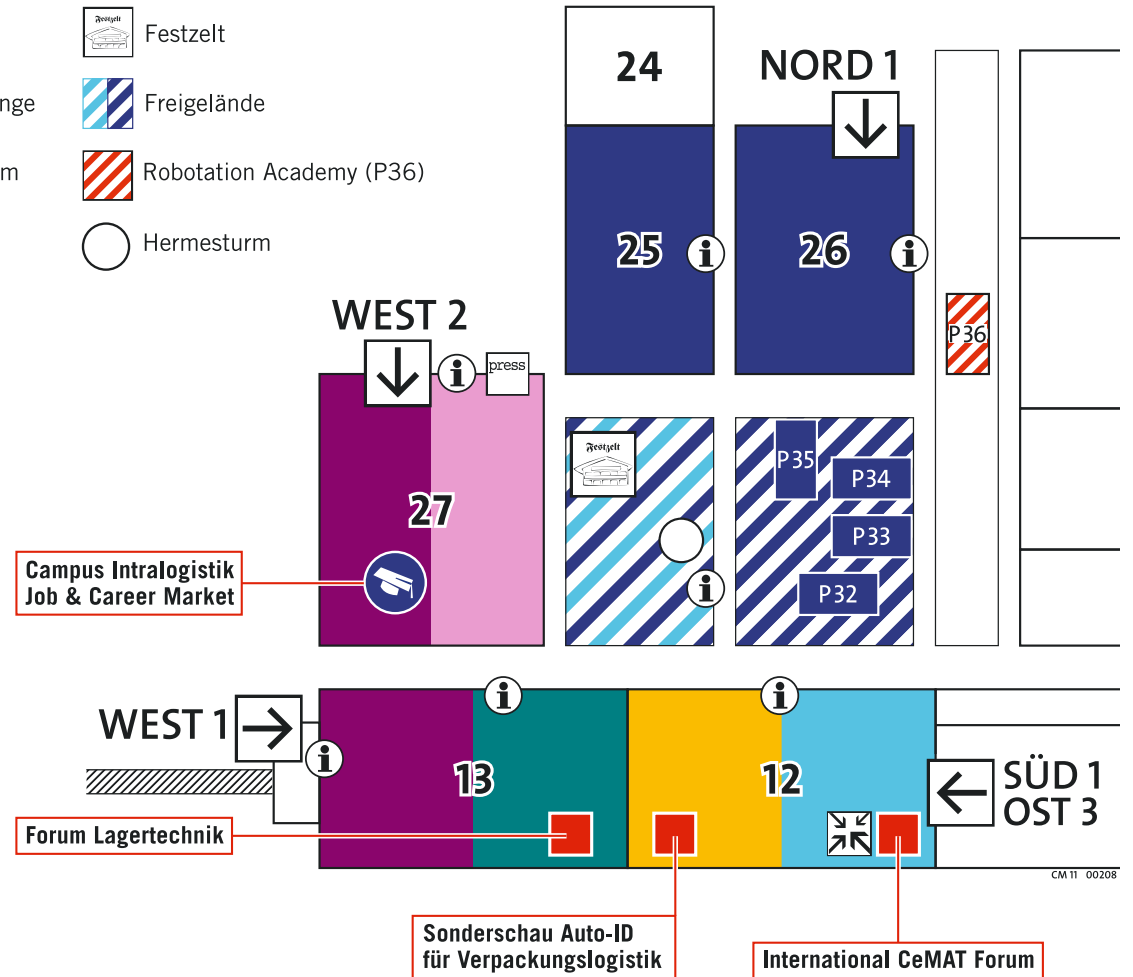 Festzelt
Festzelt
nge
Freigelände
m
Robotation Academy (P36)
Hermesturm
24
NORD 1
25
i
26
i
P36
WEST 2
i
press
27
Festzelt
P35
P34
P33
P32
i
Campus Intralogistik
Job & Career Market
WEST 1
i
i
i
13
12
SÜD 1
OST 3
Forum Lagertechnik
CM 11 00208
Sonderschau Auto-ID
für Verpackungslogistik
International CeMAT Forum